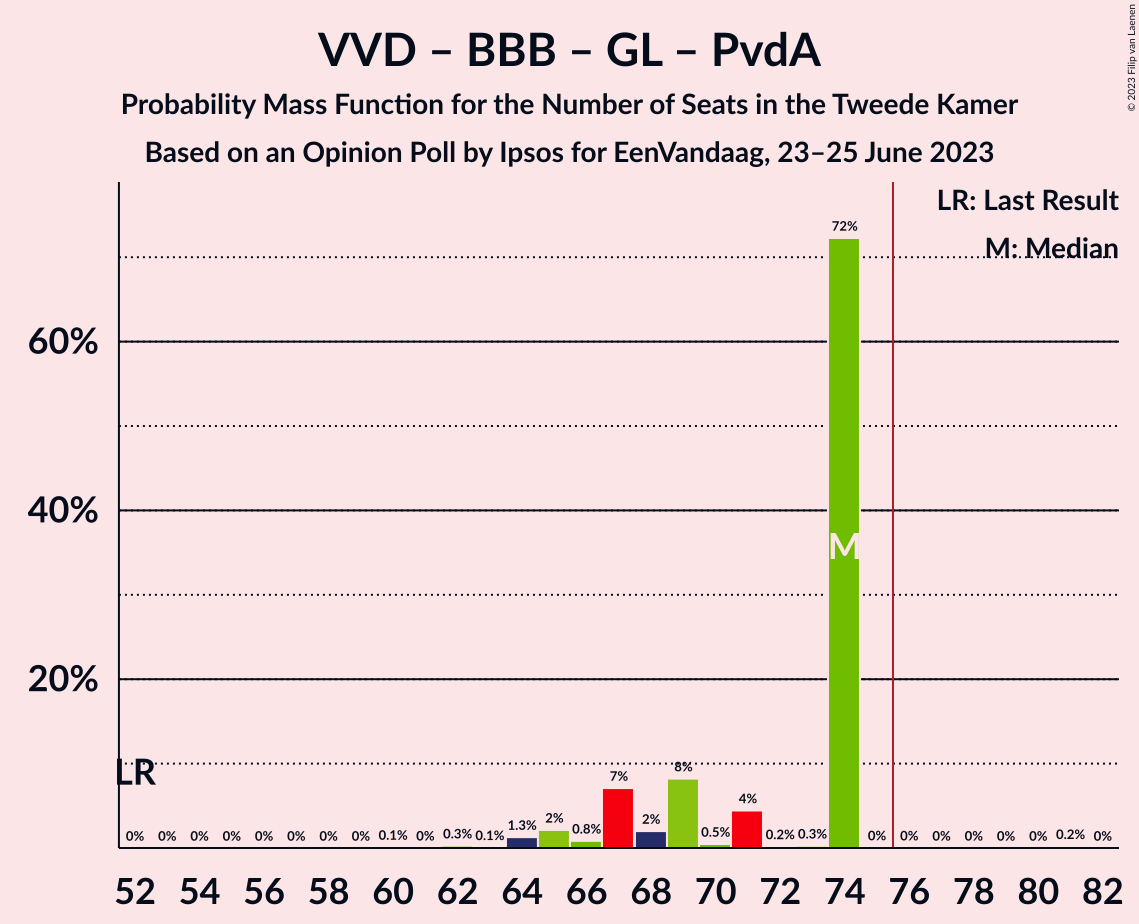 VVD – BBB – GL – PvdA
Probability Mass Function for the Number of Seats in the Tweede Kamer
Based on an Opinion Poll by Ipsos for EenVandaag, 23–25 June 2023
© 2023 Filip van Laenen
LR: Last Result
M: Median
60%
40%
20%
LR
M
0% 0% 0% 0% 0% 0% 0% 0% 0.1% 0% 0.3% 0.1% 1.3% 2% 0.8% 7% 2% 8% 0.5% 4% 0.2% 0.3% 72% 0% 0% 0% 0% 0% 0% 0.2% 0%
52 54 56 58 60 62 64 66 68 70 72 74 76 78 80 82